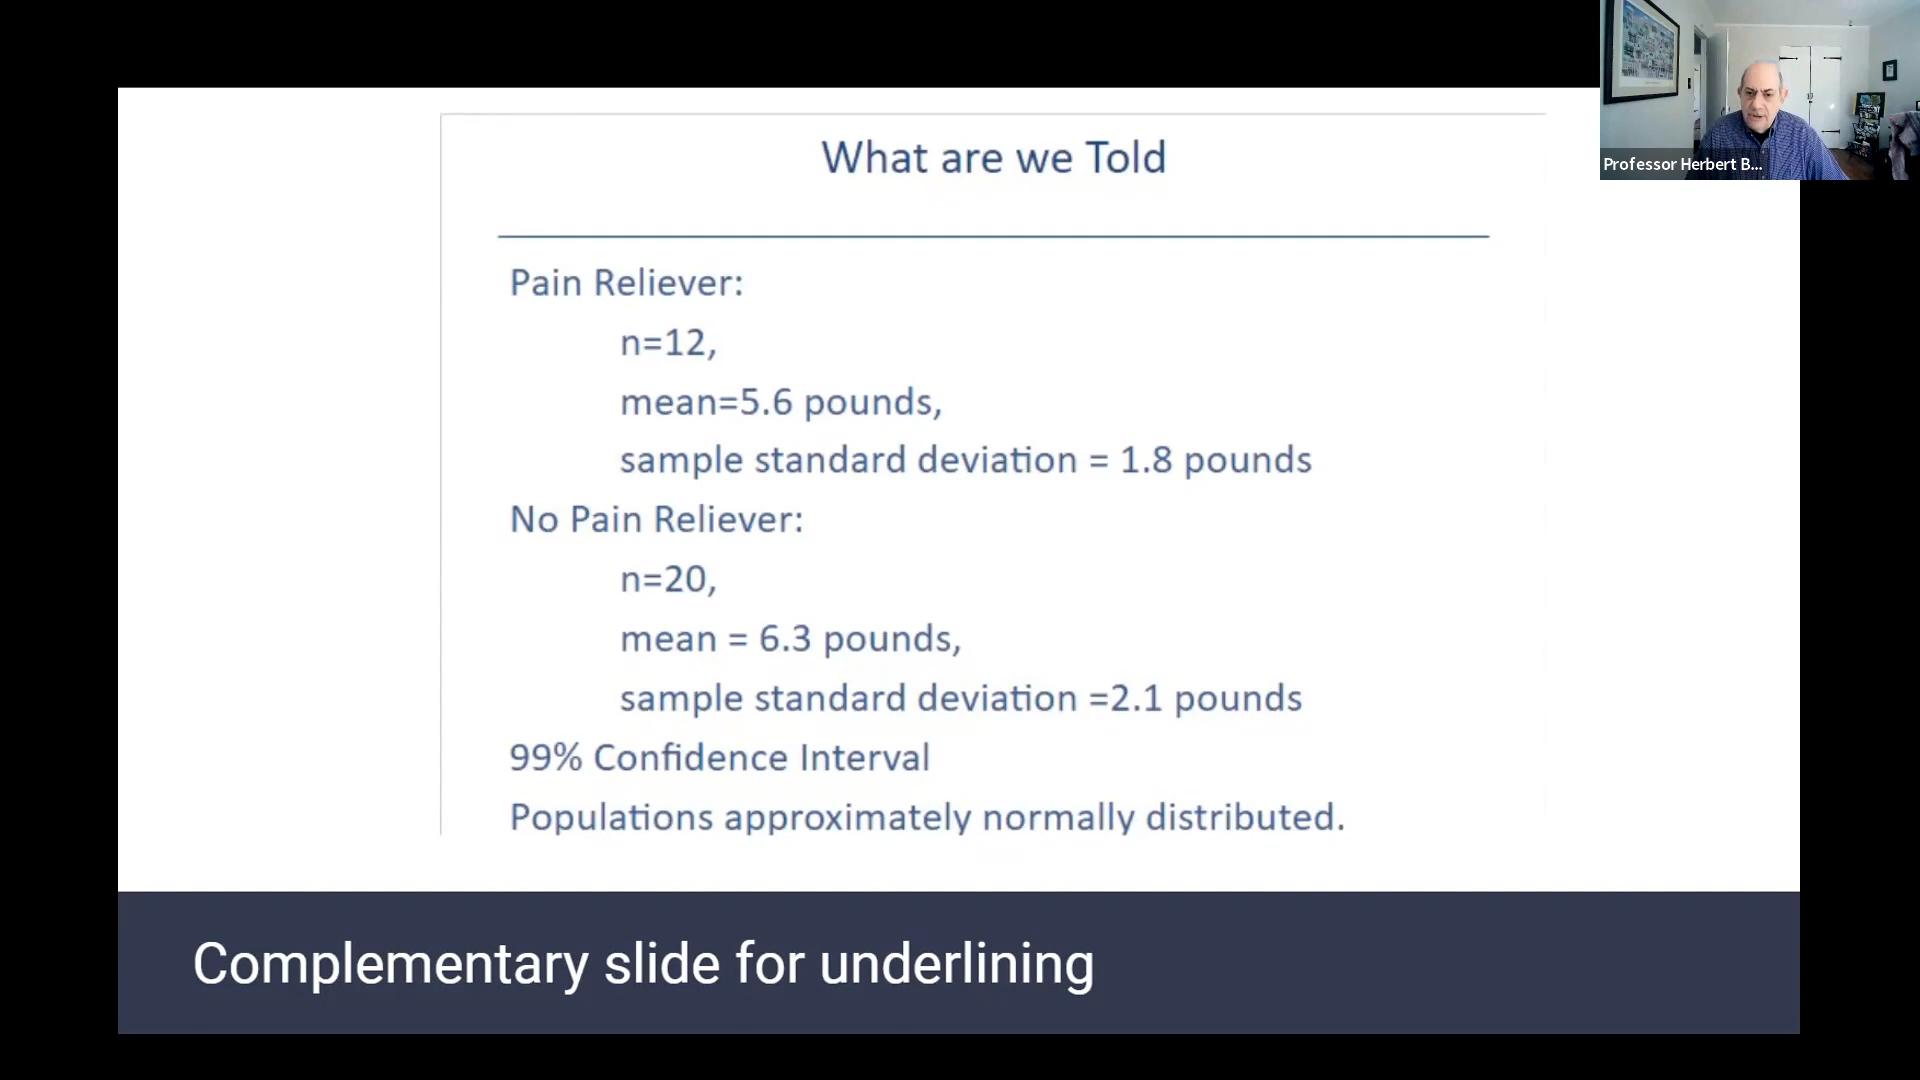 Professor Herbert B...
What are we Told
Pain Reliever:
n=12,
mean=5.6 pounds,
sample standard deviation = 1.8 pounds
No Pain Reliever:
n=20,
mean = 6.3 pounds,
sample standard deviation =2.1 pounds
99% Confidence Interval
Populations approximately normally distributed.
Complementary slide for underlining